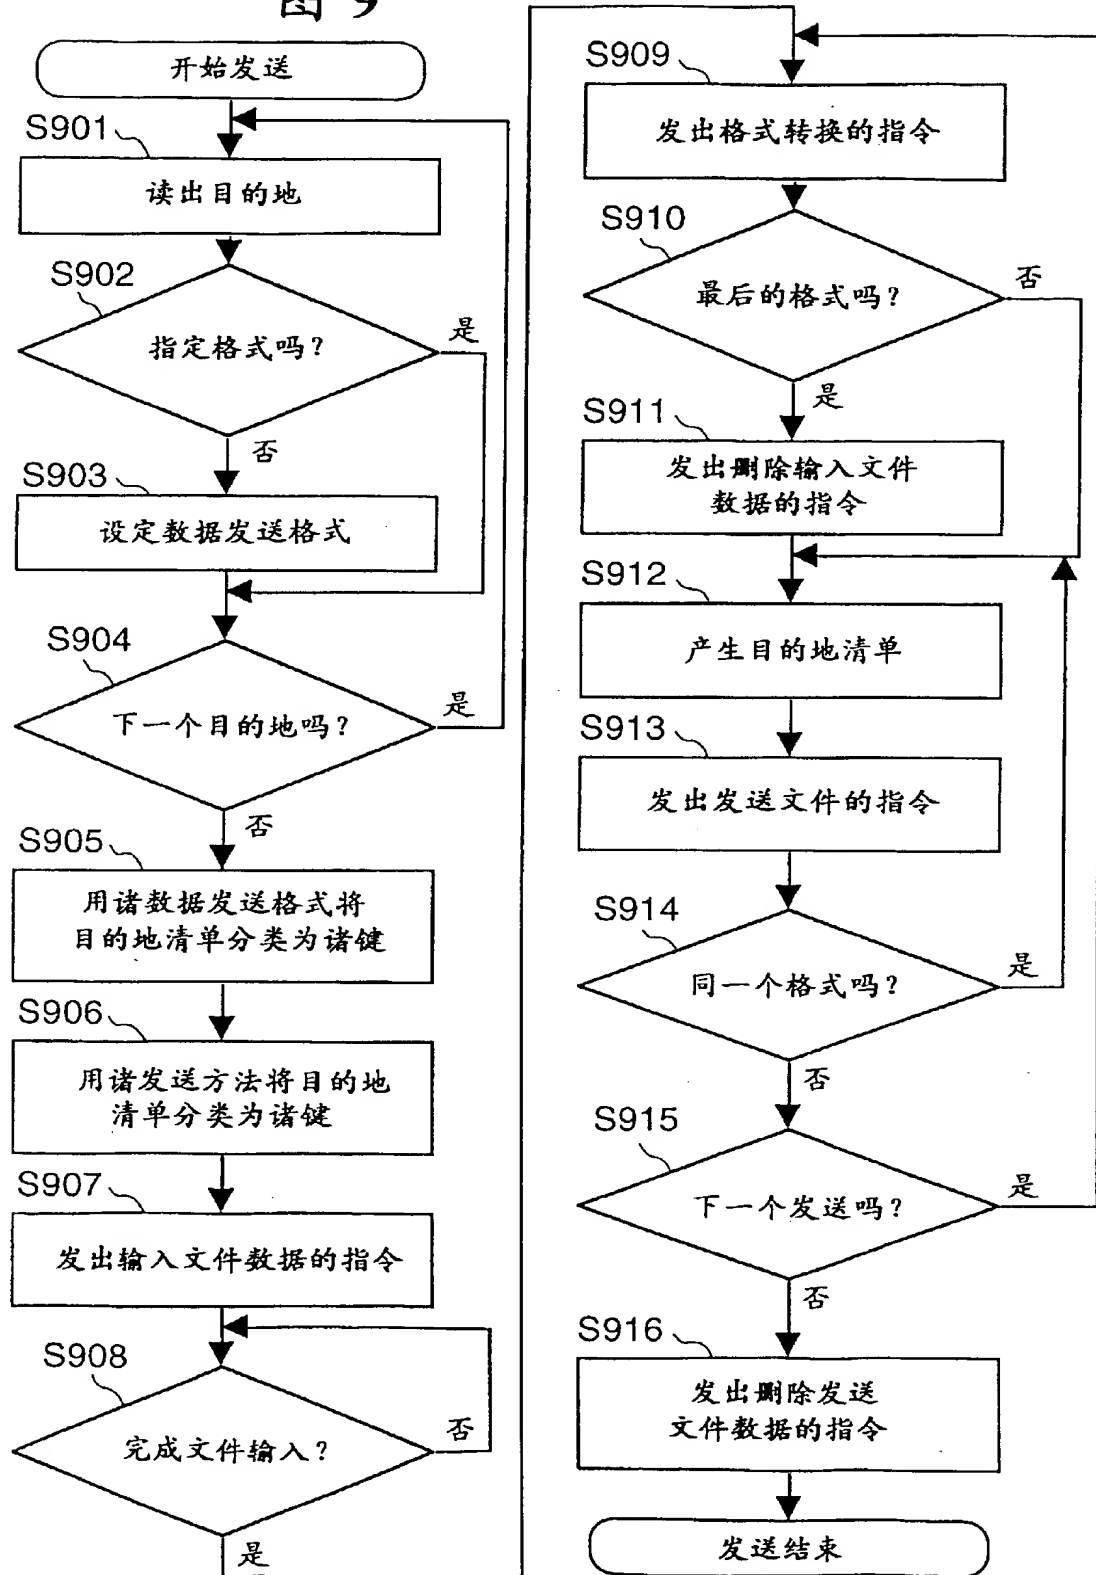 图 9
开始发送
S901
读出目的地
S902
指定格式吗？
是
否
S903
设定数据发送格式
S904
下一个目的地吗？
是
否
S905
用诸数据发送格式将
目的地清单分类为诸键
S906
用诸发送方法将目的地
清单分类为诸键
S907
发出输入文件数据的指令
S908
完成文件输入？
否
是
S909
发出格式转换的指令
S910
最后的格式吗？
否
是
S911
发出删除输入文件
数据的指令
S912
产生目的地清单
S913
发出发送文件的指令
S914
同一个格式吗？
是
否
S915
下一个发送吗？
是
否
S916
发出删除发送
文件数据的指令
发送结束